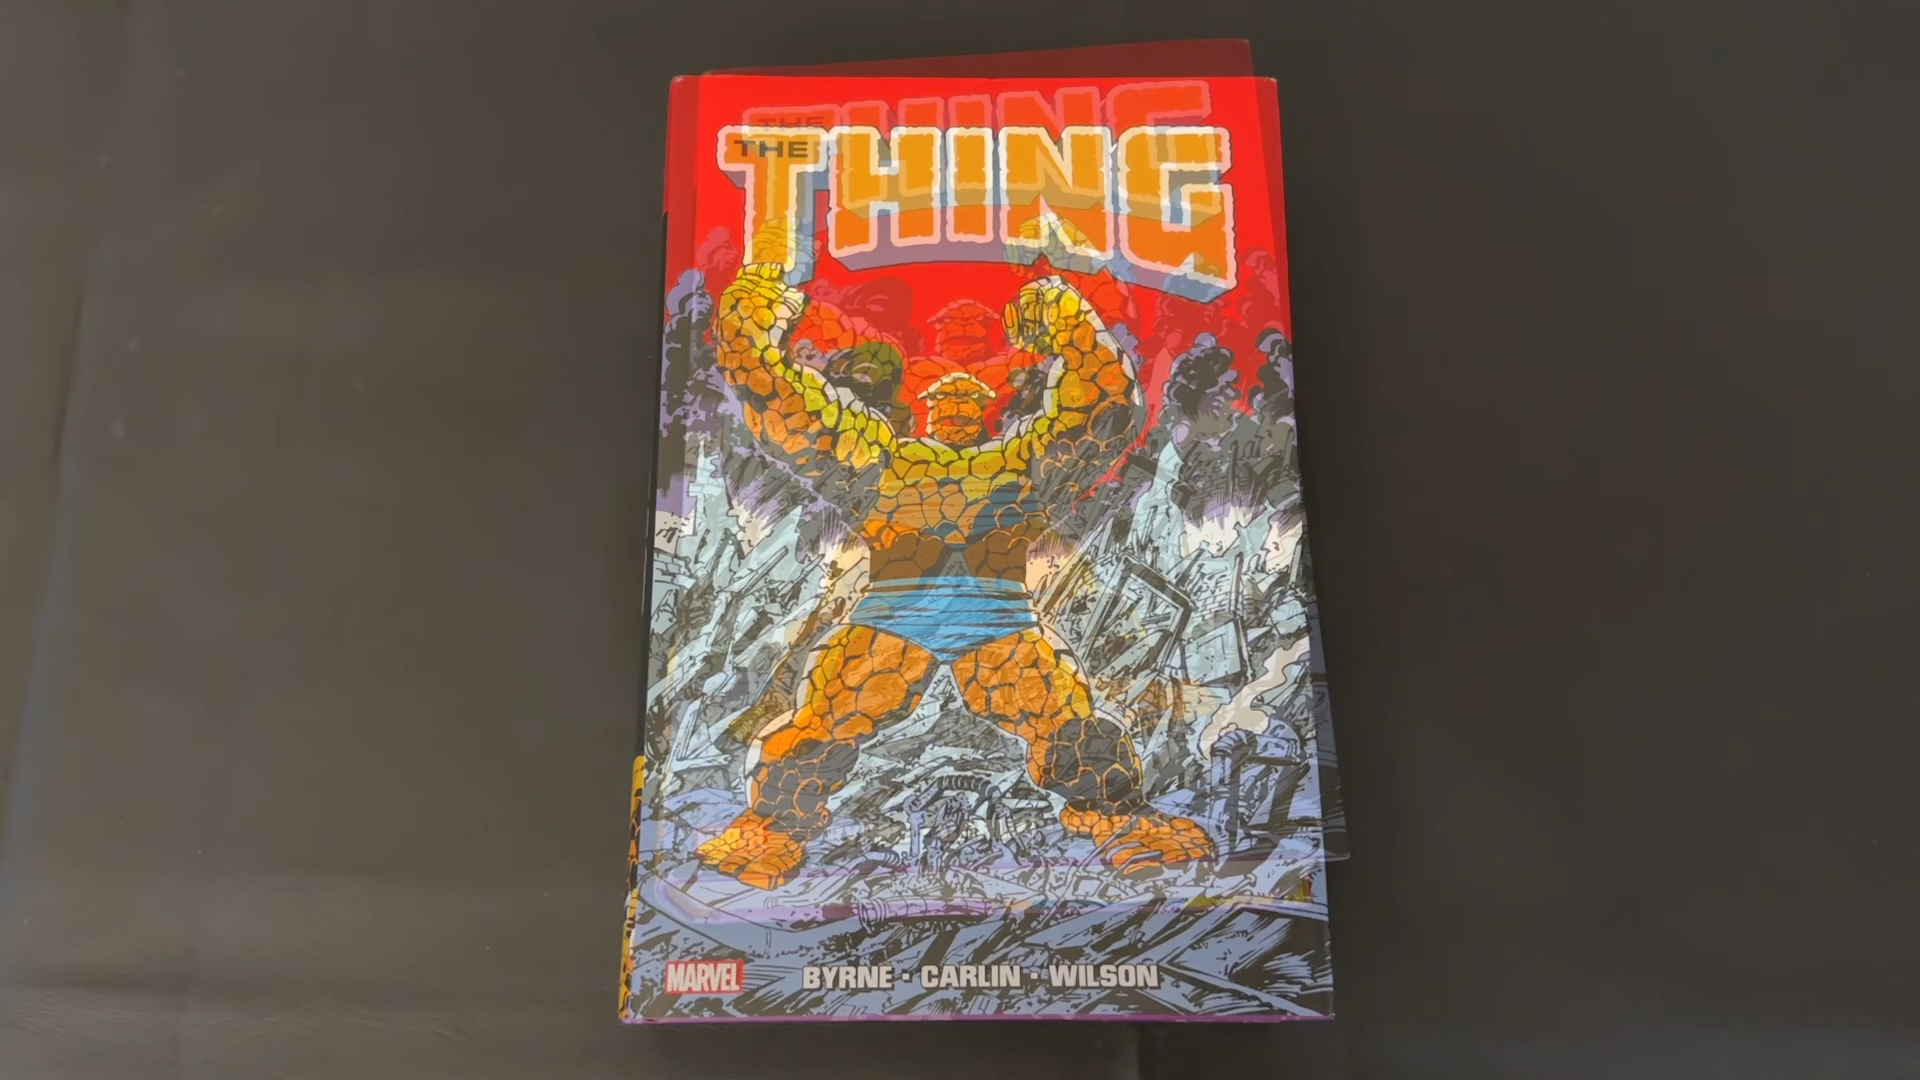 THE
THING
MARVEL
BYRNE · CARLIN · WILSON